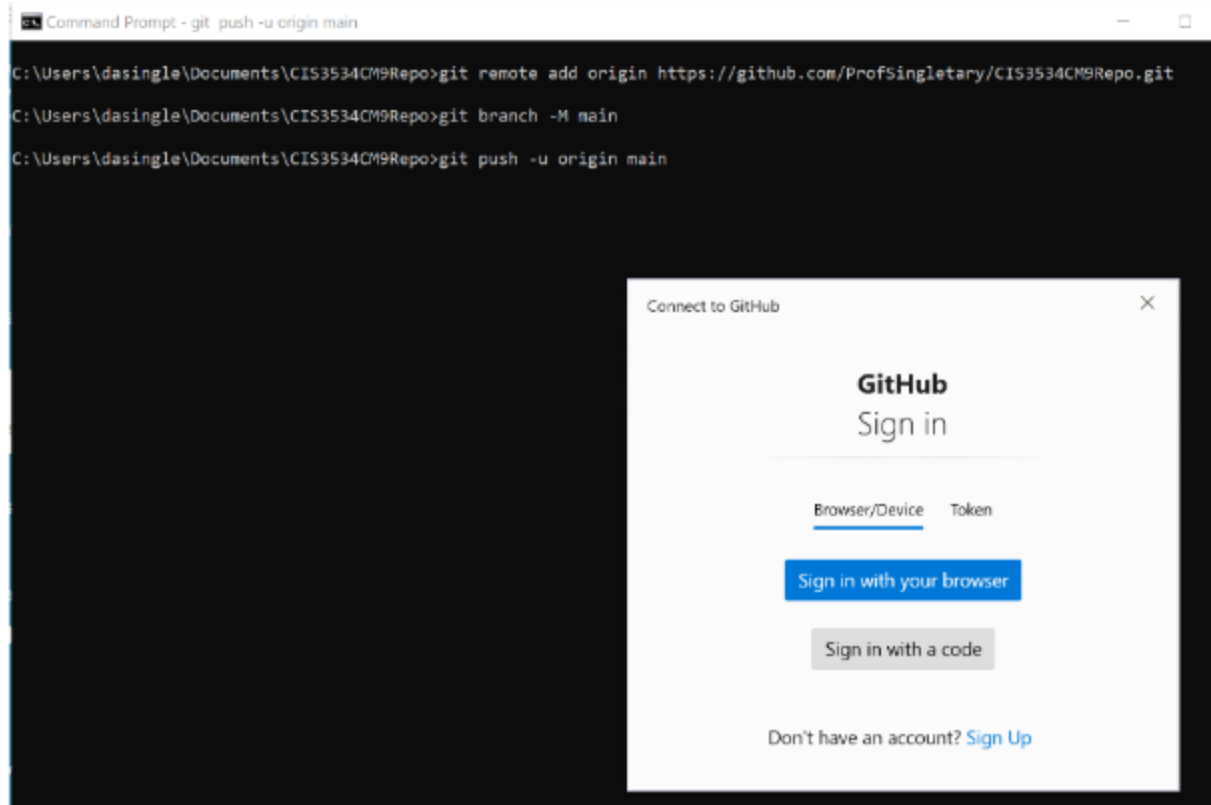 Command Prompt - git push -u origin main
C:\Users\dasingle\Documents\CIS3534CM9Repo>git remote add origin https://github.com/ProfSingletary/CIS3534CM9Repo.git
C:\Users\dasingle\Documents\CIS3534CM9Repo>git branch -M main
C:\Users\dasingle\Documents\CIS3534CM9Repo>git push -u origin main
Connect to GitHub
GitHub
Sign in
Browser/Device Token
Sign in with your browser
Sign in with a code
Don't have an account? Sign Up